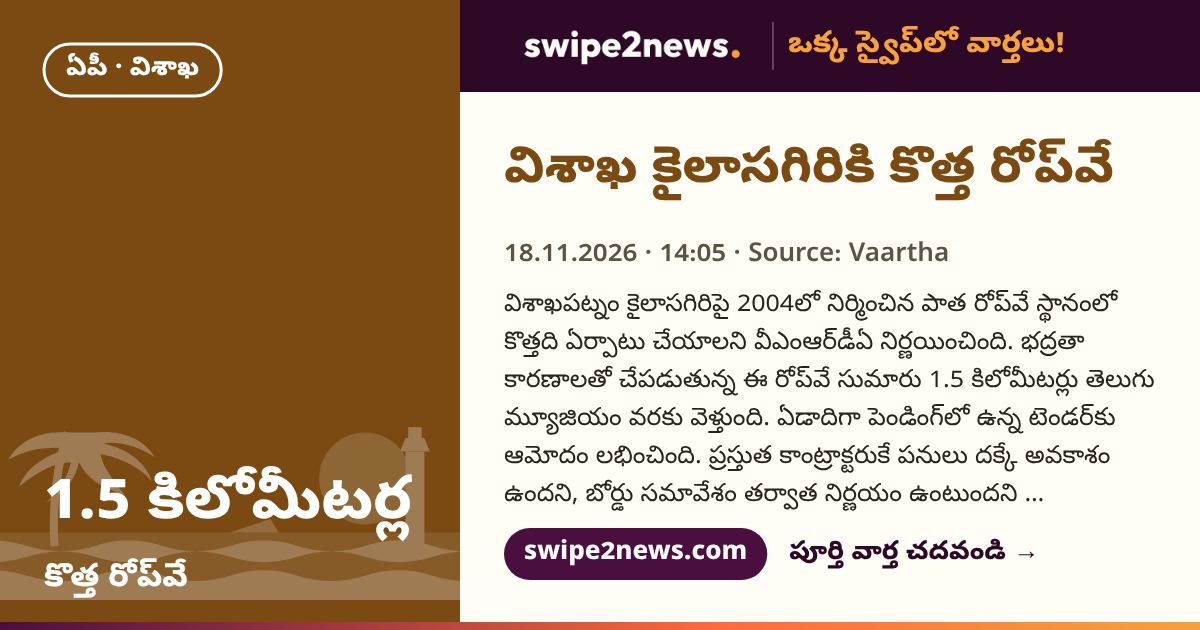 ఏపీ · విశాఖ
1.5 కిలోమీటర్ల
కొత్త రోప్‌వే
swipe2news.
ఒక్క స్వైప్‌లో వార్తలు!
విశాఖ కైలాసగిరికి కొత్త రోప్‌వే
18.11.2026 · 14:05 · Source: Vaartha
విశాఖపట్నం కైలాసగిరిపై 2004లో నిర్మించిన పాత రోప్‌వే స్థానంలో
కొత్తది ఏర్పాటు చేయాలని వీఎంఆర్‌డీఏ నిర్ణయించింది. భద్రతా
కారణాలతో చేపడుతున్న ఈ రోప్‌వే సుమారు 1.5 కిలోమీటర్లు తెలుగు
మ్యూజియం వరకు వెళ్తుంది. ఏడాదిగా పెండింగ్‌లో ఉన్న టెండర్‌కు
ఆమోదం లభించింది. ప్రస్తుత కాంట్రాక్టరుకే పనులు దక్కే అవకాశం
ఉందని, బోర్డు సమావేశం తర్వాత నిర్ణయం ఉంటుందని ...
swipe2news.com
పూర్తి వార్త చదవండి →